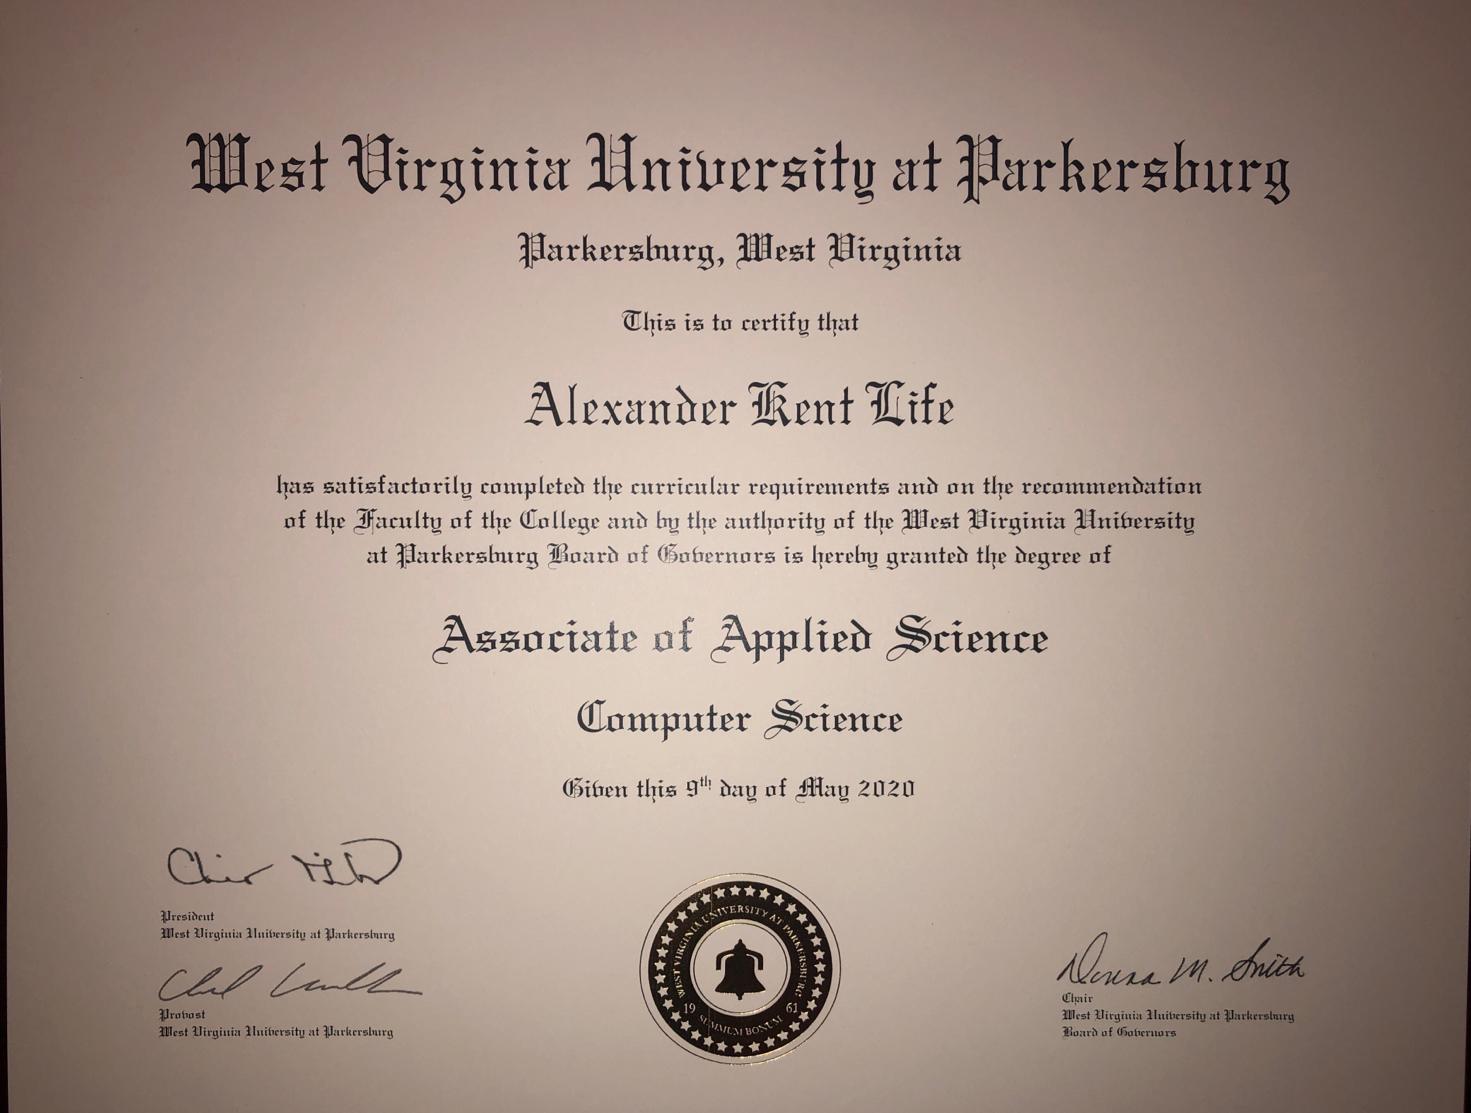 West Virginia University at Parkersburg
Parkersburg, West Virginia
This is to certify that
Alexander Kent Life
has satisfactorily completed the curricular requirements and on the recommendation
of the Faculty of the College and by the authority of the West Virginia University
at Parkersburg Board of Governors is hereby granted the degree of
Associate of Applied Science
Computer Science
Given this 9th day of May 2020
President
West Virginia University at Parkersburg
Provost
West Virginia University at Parkersburg
WEST VIRGINIA UNIVERSITY AT PARKERSBURG
19 61
SUMMUM BONUM
Donna M. Smith
Chair
West Virginia University at Parkersburg
Board of Governors